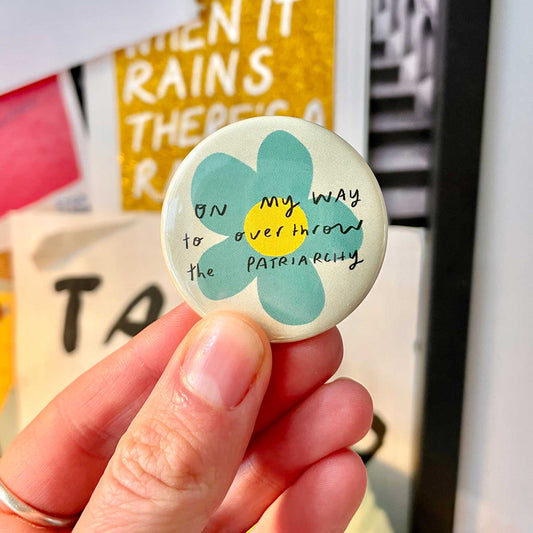 WHEN IT
RAINS
THERE'S A
ON MY WAY
to overthrow
the PATRIARCHY
TA